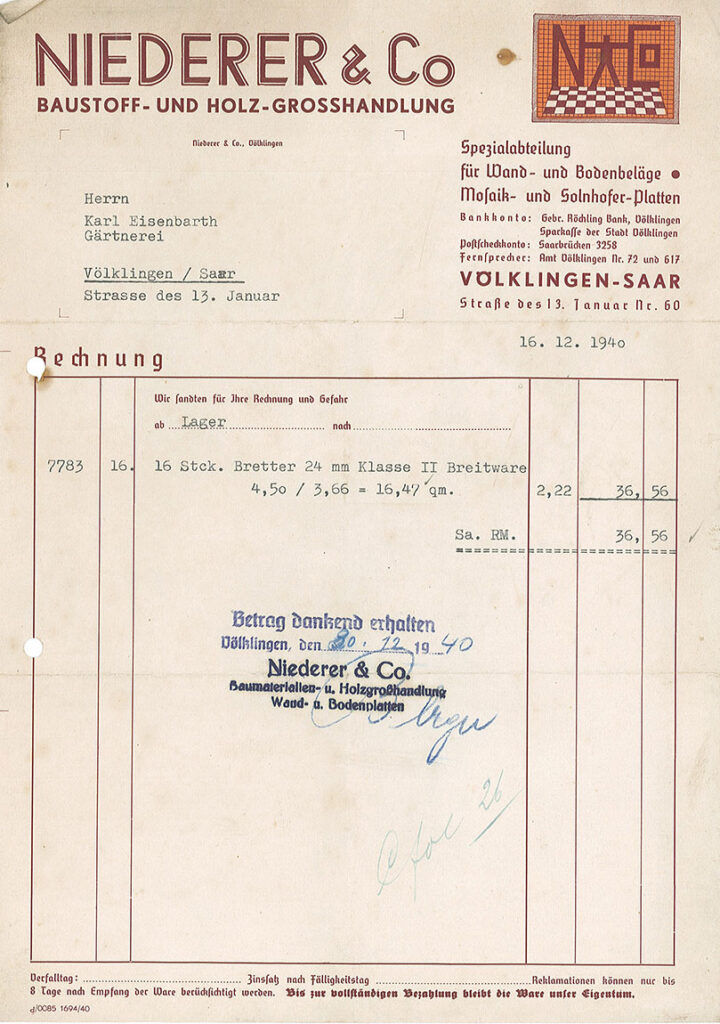 NIEDERER & Co
BAUSTOFF- UND HOLZ-GROSSHANDLUNG
N Co
Niederer & Co., Völklingen
Spezialabteilung
für Wand- und Bodenbeläge ●
Mosaik- und Solnhofer-Platten
Bankkonto: Gebr. Röchling Bank, Völklingen
Sparkasse der Stadt Völklingen
Postscheckkonto: Saarbrücken 3258
Fernsprecher: Amt Völklingen Nr. 72 und 617
VÖLKLINGEN-SAAR
Straße des 13. Januar Nr. 60
Herrn
Karl Eisenbarth
Gärtnerei
Völklingen / Saar
Strasse des 13. Januar
16. 12. 1940
Rechnung
Wir sandten für Ihre Rechnung und Gefahr
ab Lager nach
7783 16. 16 Stck. Bretter 24 mm Klasse II Breitware
4,50 / 3,66 = 16,47 qm. 2,22 36, 56
Sa. RM. 36, 56
Betrag dankend erhalten
Völklingen, den 30. 12 1940
Niederer & Co.
Baumaterialien- u. Holzgroßhandlung
Wand- u. Bodenplatten
26
Verfalltag: Zinssatz nach Fälligkeitstag Reklamationen können nur bis
8 Tage nach Empfang der Ware berücksichtigt werden. Bis zur vollständigen Bezahlung bleibt die Ware unser Eigentum.
d/0085 1694/40